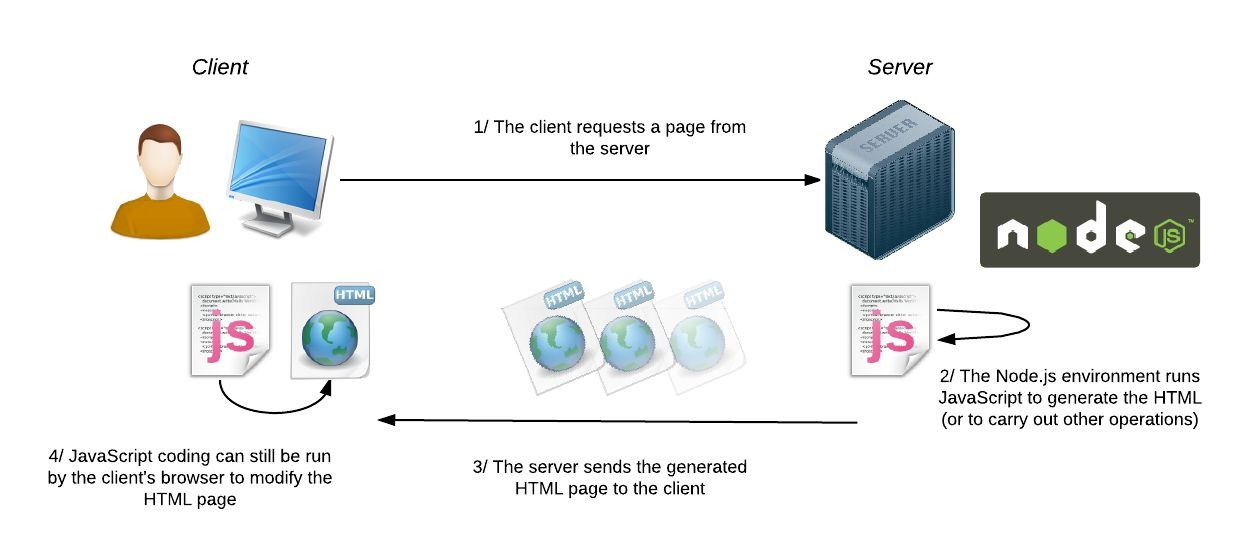 Client
Server
1/ The client requests a page from
the server
SERVER
node
JS
™
HTML
HTML
HTML
HTML
js
js
2/ The Node.js environment runs
JavaScript to generate the HTML
(or to carry out other operations)
4/ JavaScript coding can still be run
by the client's browser to modify the
HTML page
3/ The server sends the generated
HTML page to the client